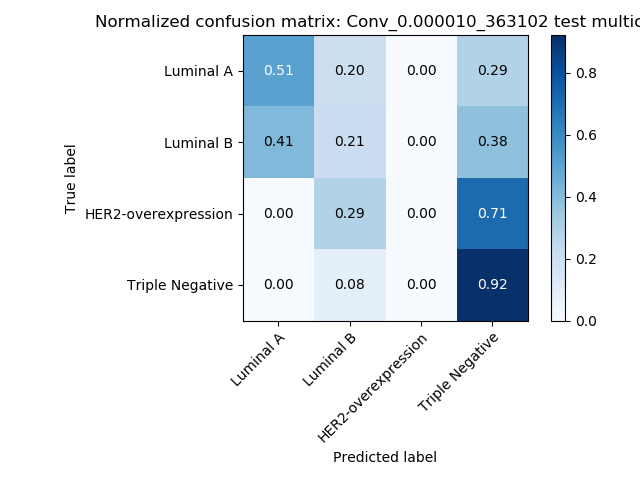 Normalized confusion matrix: Conv_0.000010_363102 test
True label
Luminal A 0.51 0.20 0.00 0.29
Luminal B 0.41 0.21 0.00 0.38
HER2-overexpression 0.00 0.29 0.00 0.71
Triple Negative 0.00 0.08 0.00 0.92
Luminal A Luminal B HER2-overexpression Triple Negative
Predicted label
0.8
0.6
0.4
0.2
0.0